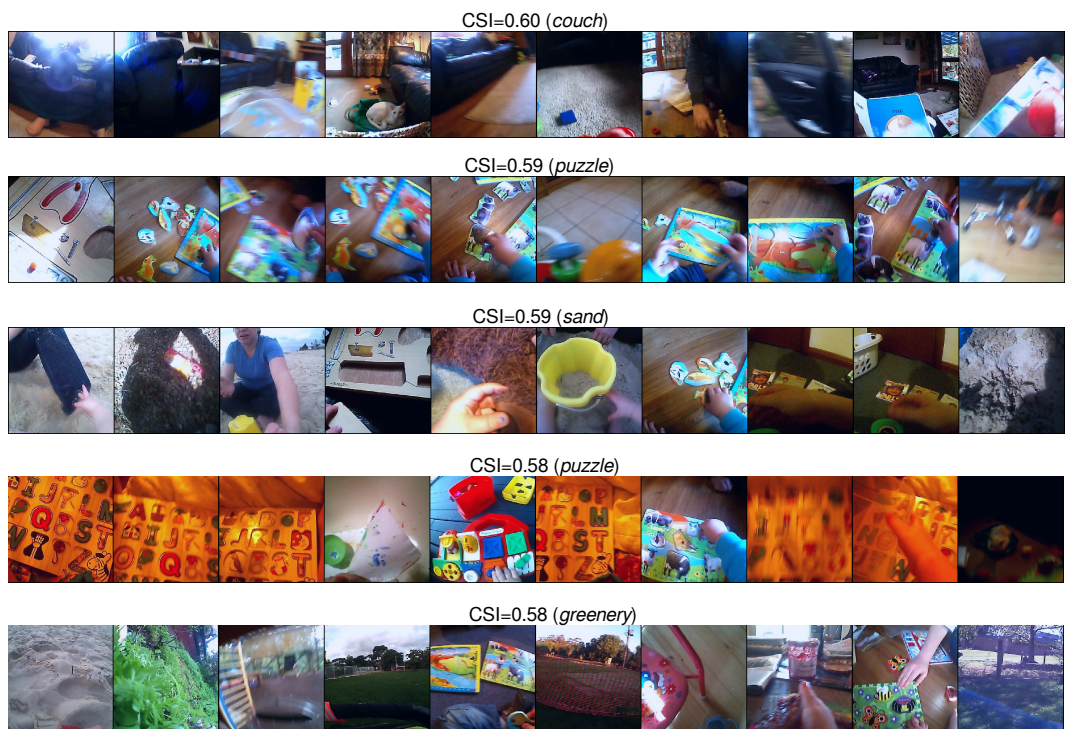 CSI=0.60 (couch)
CSI=0.59 (puzzle)
CSI=0.59 (sand)
CSI=0.58 (puzzle)
I J L M
Q S T
O P Q
CSI=0.58 (greenery)